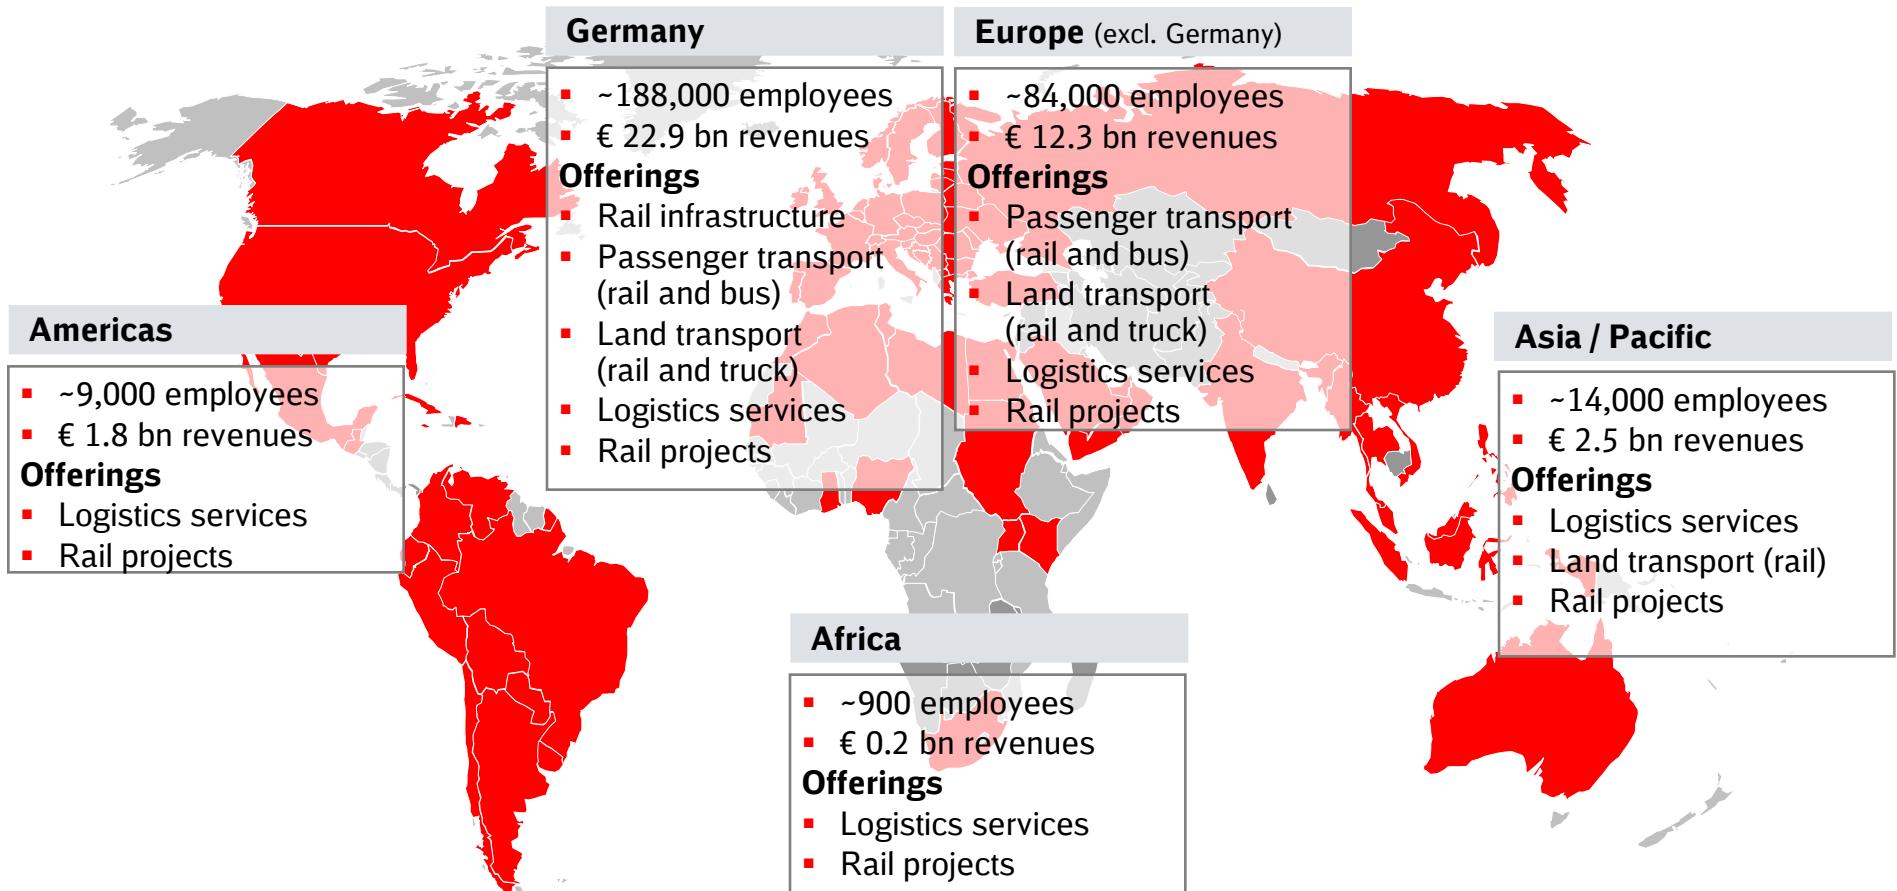 Germany
~188,000 employees
€ 22.9 bn revenues
Offerings
Rail infrastructure
Passenger transport
(rail and bus)
Land transport
(rail and truck)
Logistics services
Rail projects
Europe (excl. Germany)
~84,000 employees
€ 12.3 bn revenues
Offerings
Passenger transport
(rail and bus)
Land transport
(rail and truck)
Logistics services
Rail projects
Americas
~9,000 employees
€ 1.8 bn revenues
Offerings
Logistics services
Rail projects
Asia / Pacific
~14,000 employees
€ 2.5 bn revenues
Offerings
Logistics services
Land transport (rail)
Rail projects
Africa
~900 employees
€ 0.2 bn revenues
Offerings
Logistics services
Rail projects